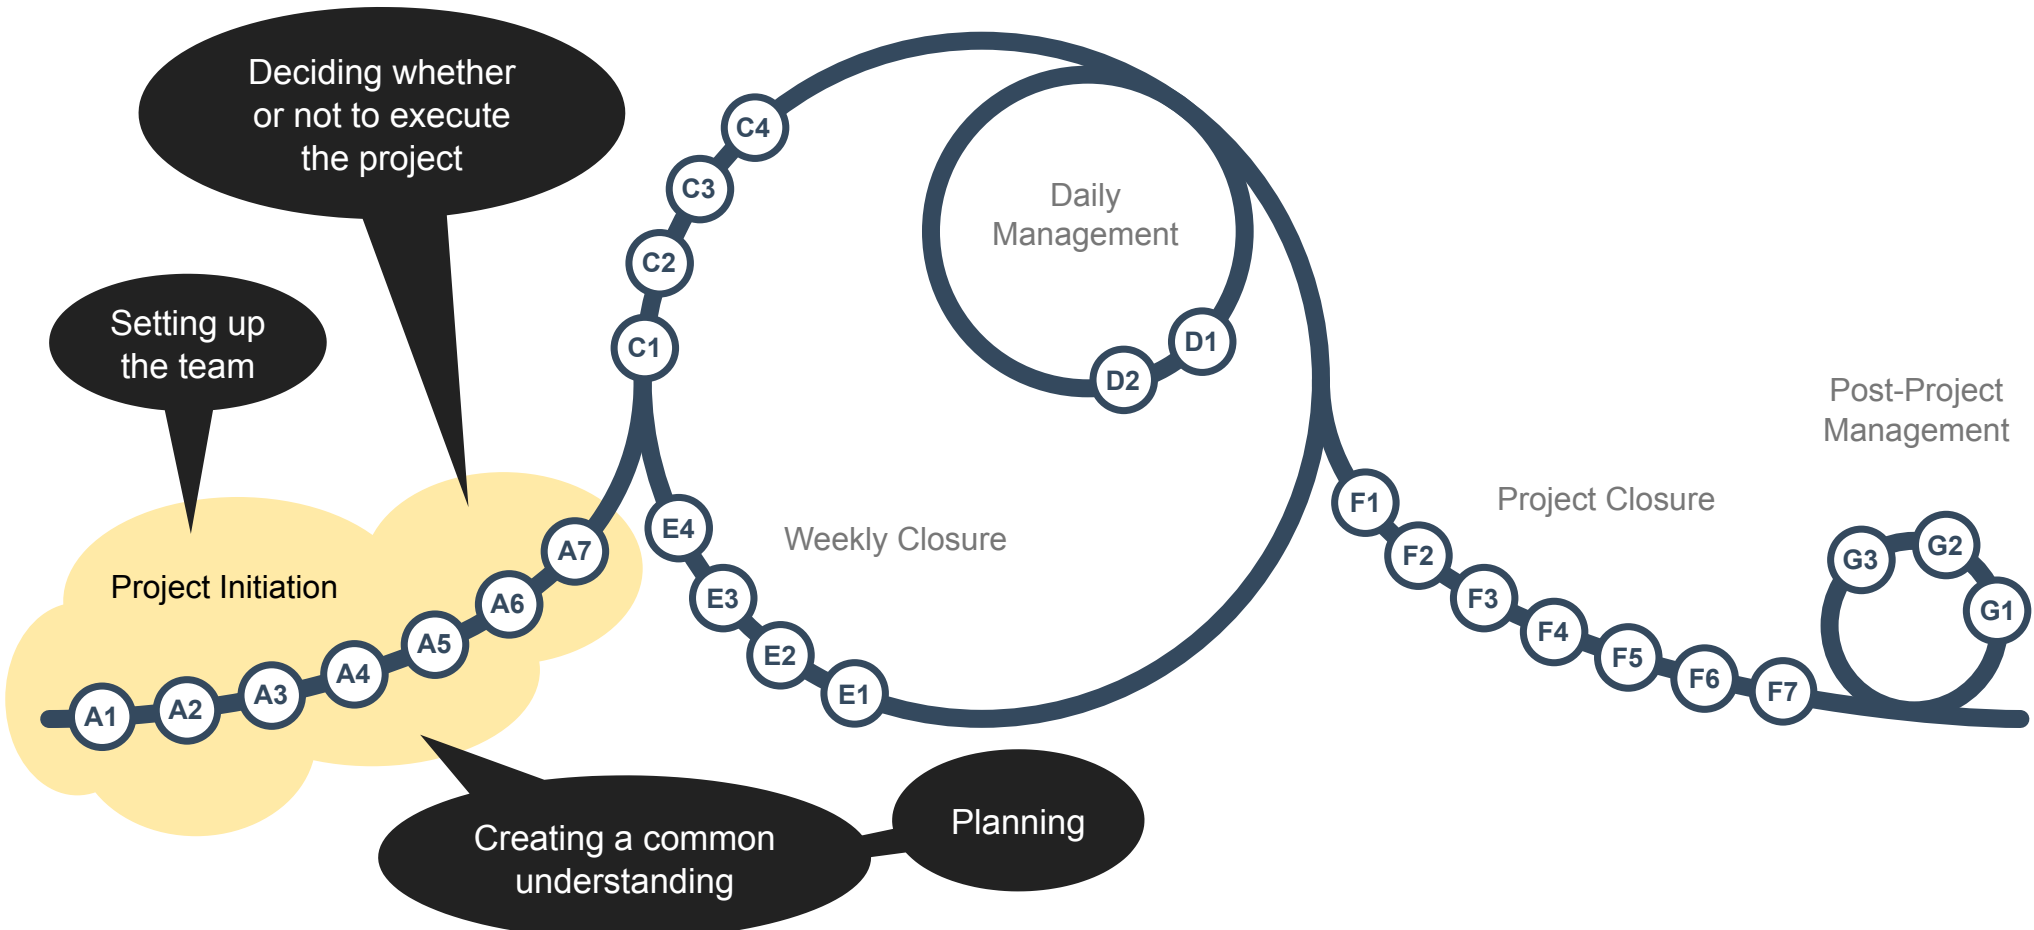 Deciding whether
or not to execute
the project
Setting up
the team
Project Initiation
A1
A2
A3
A4
A5
A6
A7
Creating a common
understanding
Planning
C1
C2
C3
C4
Daily
Management
D1
D2
Weekly Closure
E1
E2
E3
E4
Project Closure
F1
F2
F3
F4
F5
F6
F7
Post-Project
Management
G1
G2
G3